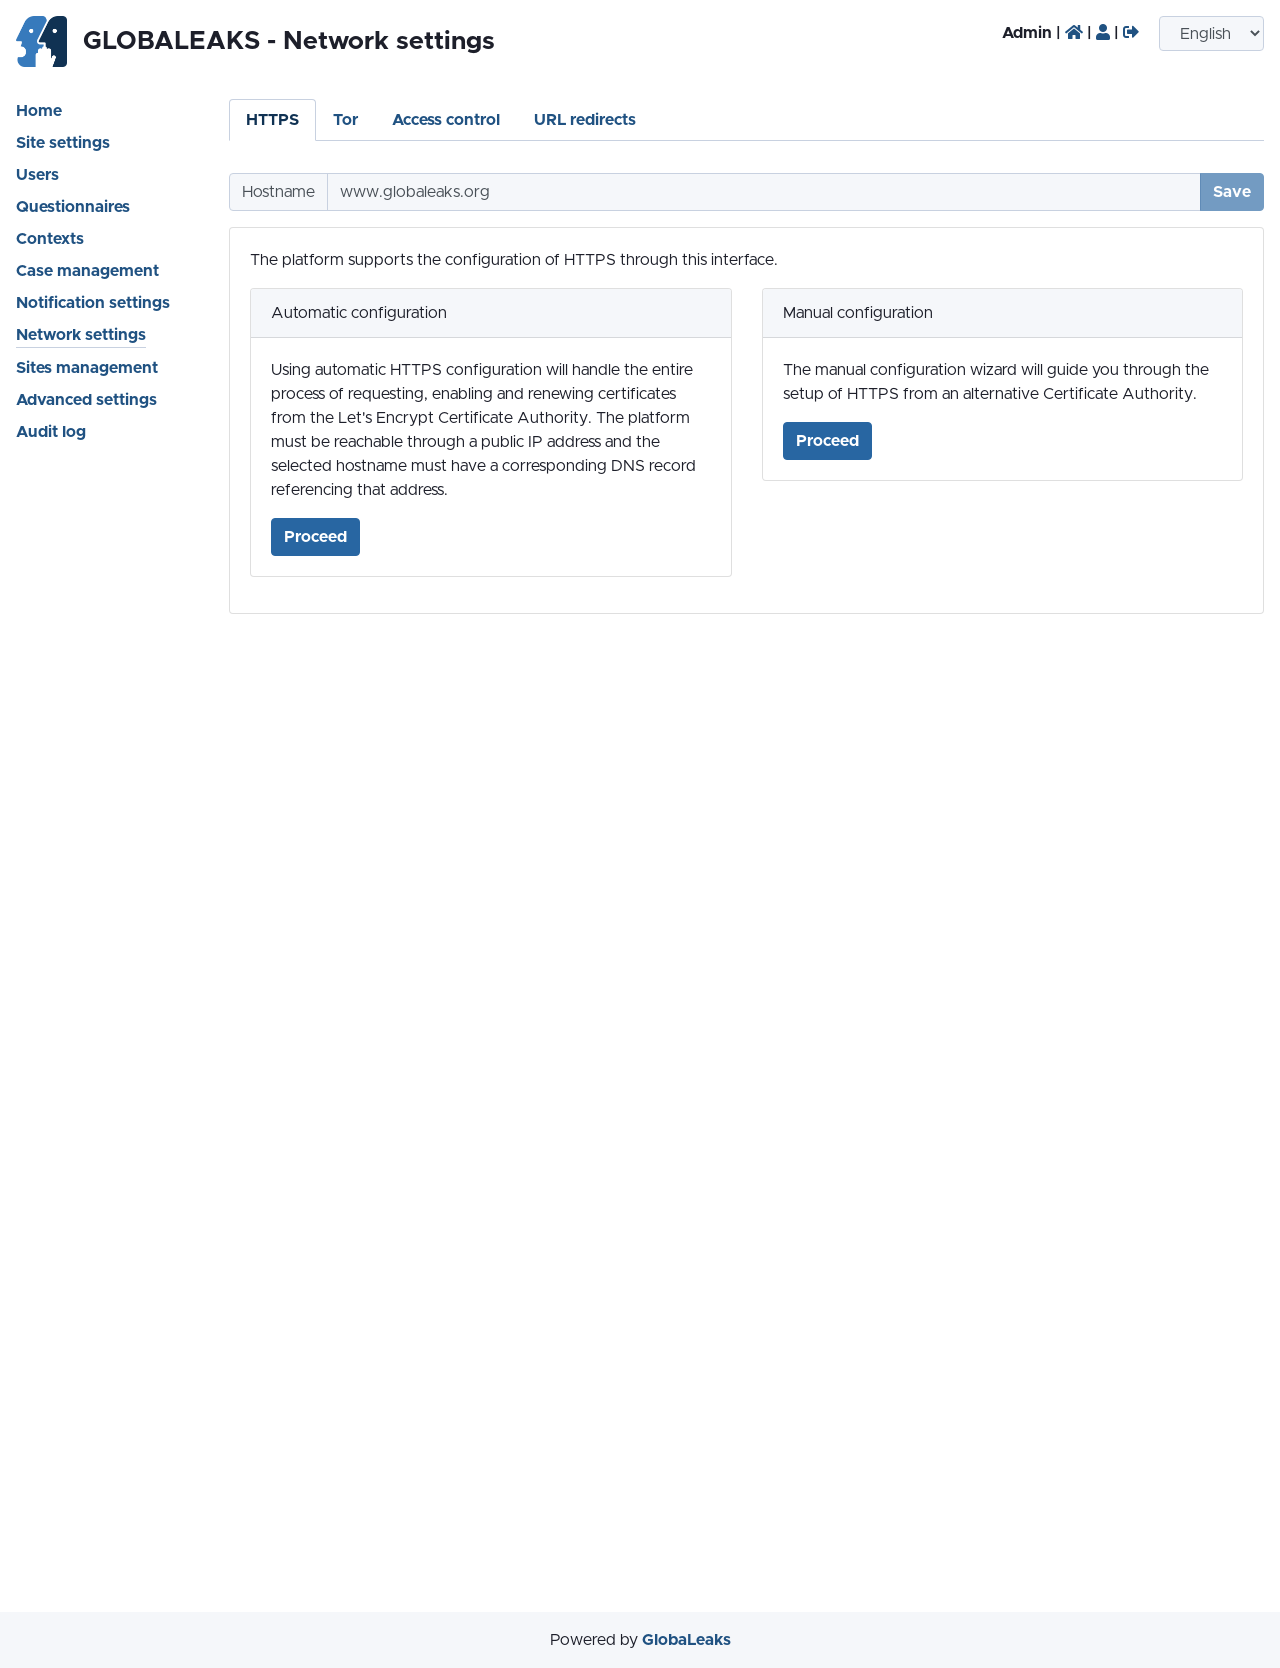 GLOBALEAKS - Network settings
Admin | | |
English
Home
Site settings
Users
Questionnaires
Contexts
Case management
Notification settings
Network settings
Sites management
Advanced settings
Audit log
HTTPS Tor Access control URL redirects
Hostname www.globaleaks.org Save
The platform supports the configuration of HTTPS through this interface.
Automatic configuration
Using automatic HTTPS configuration will handle the entire
process of requesting, enabling and renewing certificates
from the Let's Encrypt Certificate Authority. The platform
must be reachable through a public IP address and the
selected hostname must have a corresponding DNS record
referencing that address.
Proceed
Manual configuration
The manual configuration wizard will guide you through the
setup of HTTPS from an alternative Certificate Authority.
Proceed
Powered by GlobaLeaks